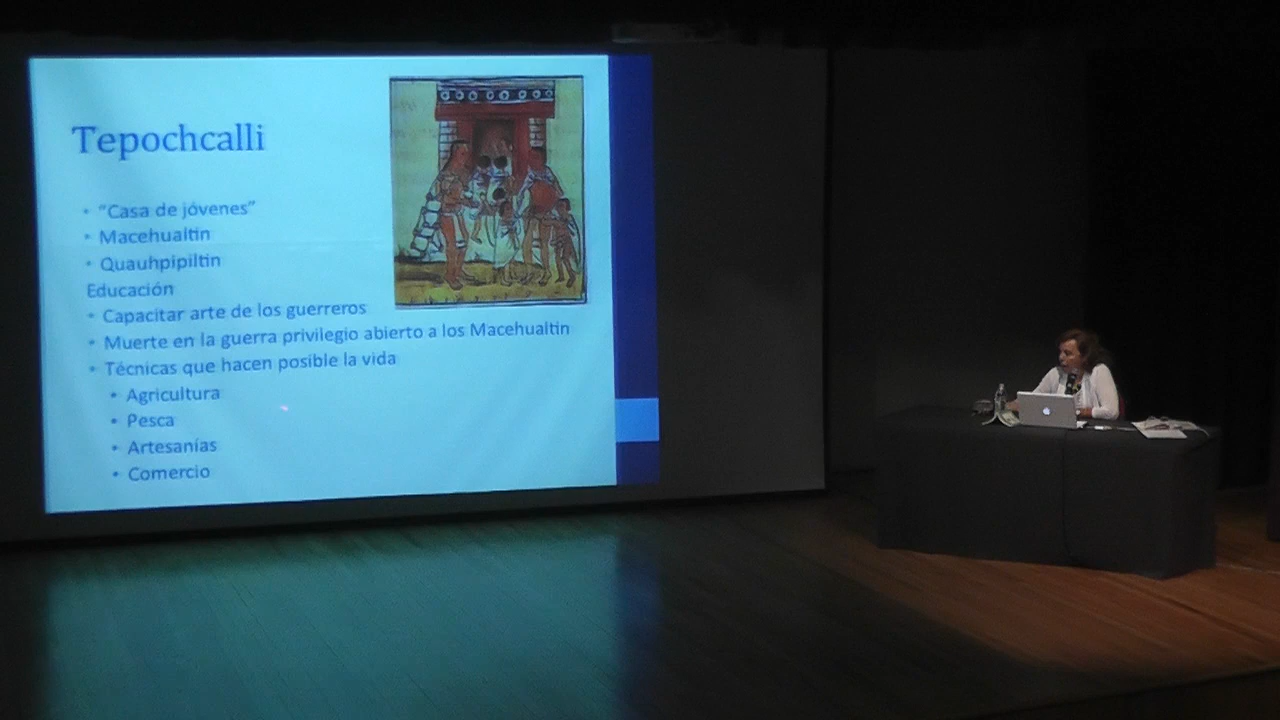 Tepochcalli
• “Casa de jóvenes”
• Macehualtin
• Quauhpipiltin
Educación
• Capacitar arte de los guerreros
• Muerte en la guerra privilegio abierto a los Macehualtin
• Técnicas que hacen posible la vida
• Agricultura
• Pesca
• Artesanías
• Comercio